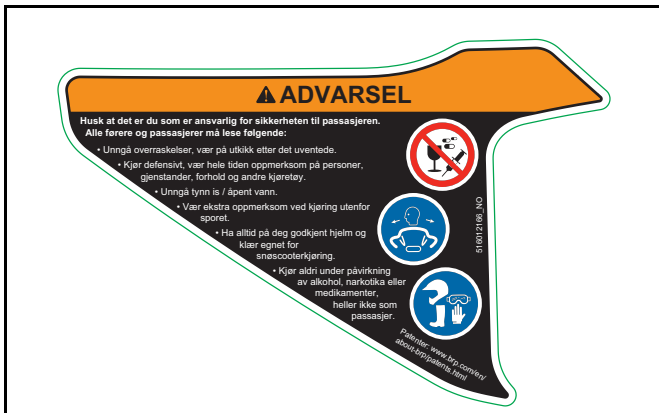 ADVARSEL
Husk at det er du som er ansvarlig for sikkerheten til passasjeren.
Alle førere og passasjerer må lese følgende:
• Unngå overraskelser, vær på utkikk etter det uventede.
• Kjør defensivt, vær hele tiden oppmerksom på personer,
gjenstander, forhold og andre kjøretøy.
• Unngå tynn is / åpent vann.
• Vær ekstra oppmerksom ved kjøring utenfor
sporet.
• Ha alltid på deg godkjent hjelm og
klær egnet for
snøscooterkjøring.
• Kjør aldri under påvirkning
av alkohol, narkotika eller
medikamenter,
heller ikke som
passasjer.
516012166_NO
Patenter: www.brp.com/en/
about-brp/patents.html